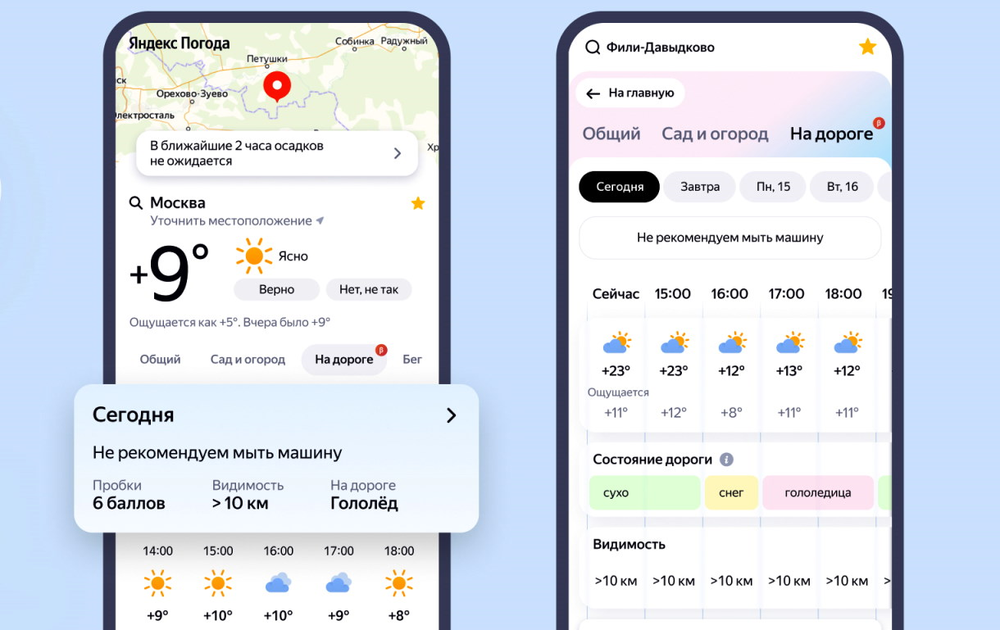 Яндекс Погода
Собинка
Радужный
Петушки
ск
Орехово-Зуево
лектросталь
Хр
В ближайшие 2 часа осадков
не ожидается
Москва
Уточнить местоположение
+9°
Ясно
Верно
Нет, не так
Ощущается как +5°. Вчера было +9°
Общий
Сад и огород
На дороге
β
Бег
Сегодня
Не рекомендуем мыть машину
Пробки
Видимость
На дороге
6 баллов
> 10 км
Гололёд
14:00 15:00 16:00 17:00 18:00
+9° +10° +10° +9° +8°
Фили-Давыдково
На главную
Общий
Сад и огород
На дороге
β
Сегодня
Завтра
Пн, 15
Вт, 16
Не рекомендуем мыть машину
Сейчас 15:00 16:00 17:00 18:00 19
+23° +23° +12° +13° +12°
Ощущается
+11° +12° +8° +11° +11°
Состояние дороги i
сухо
снег
гололедица
Видимость
>10 км >10 км >10 км >10 км >10 км >